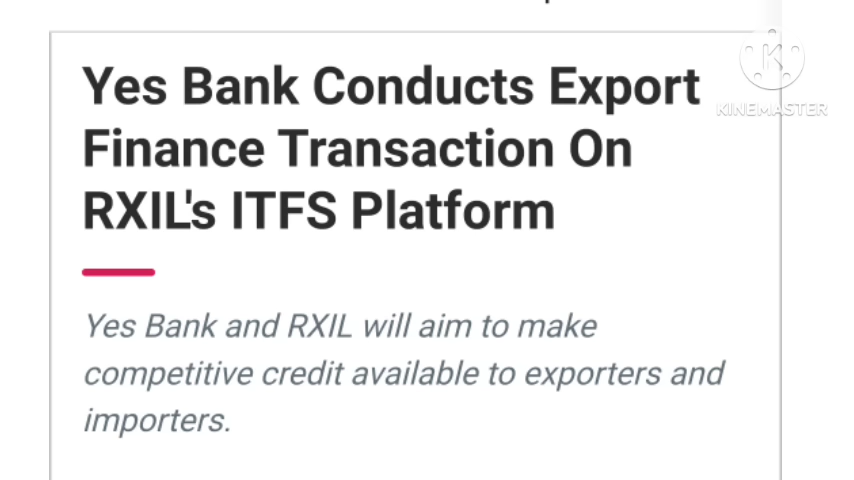 Yes Bank Conducts Export
Finance Transaction On
RXIL's ITFS Platform
Yes Bank and RXIL will aim to make
competitive credit available to exporters and
importers.
K
KINEMASTER